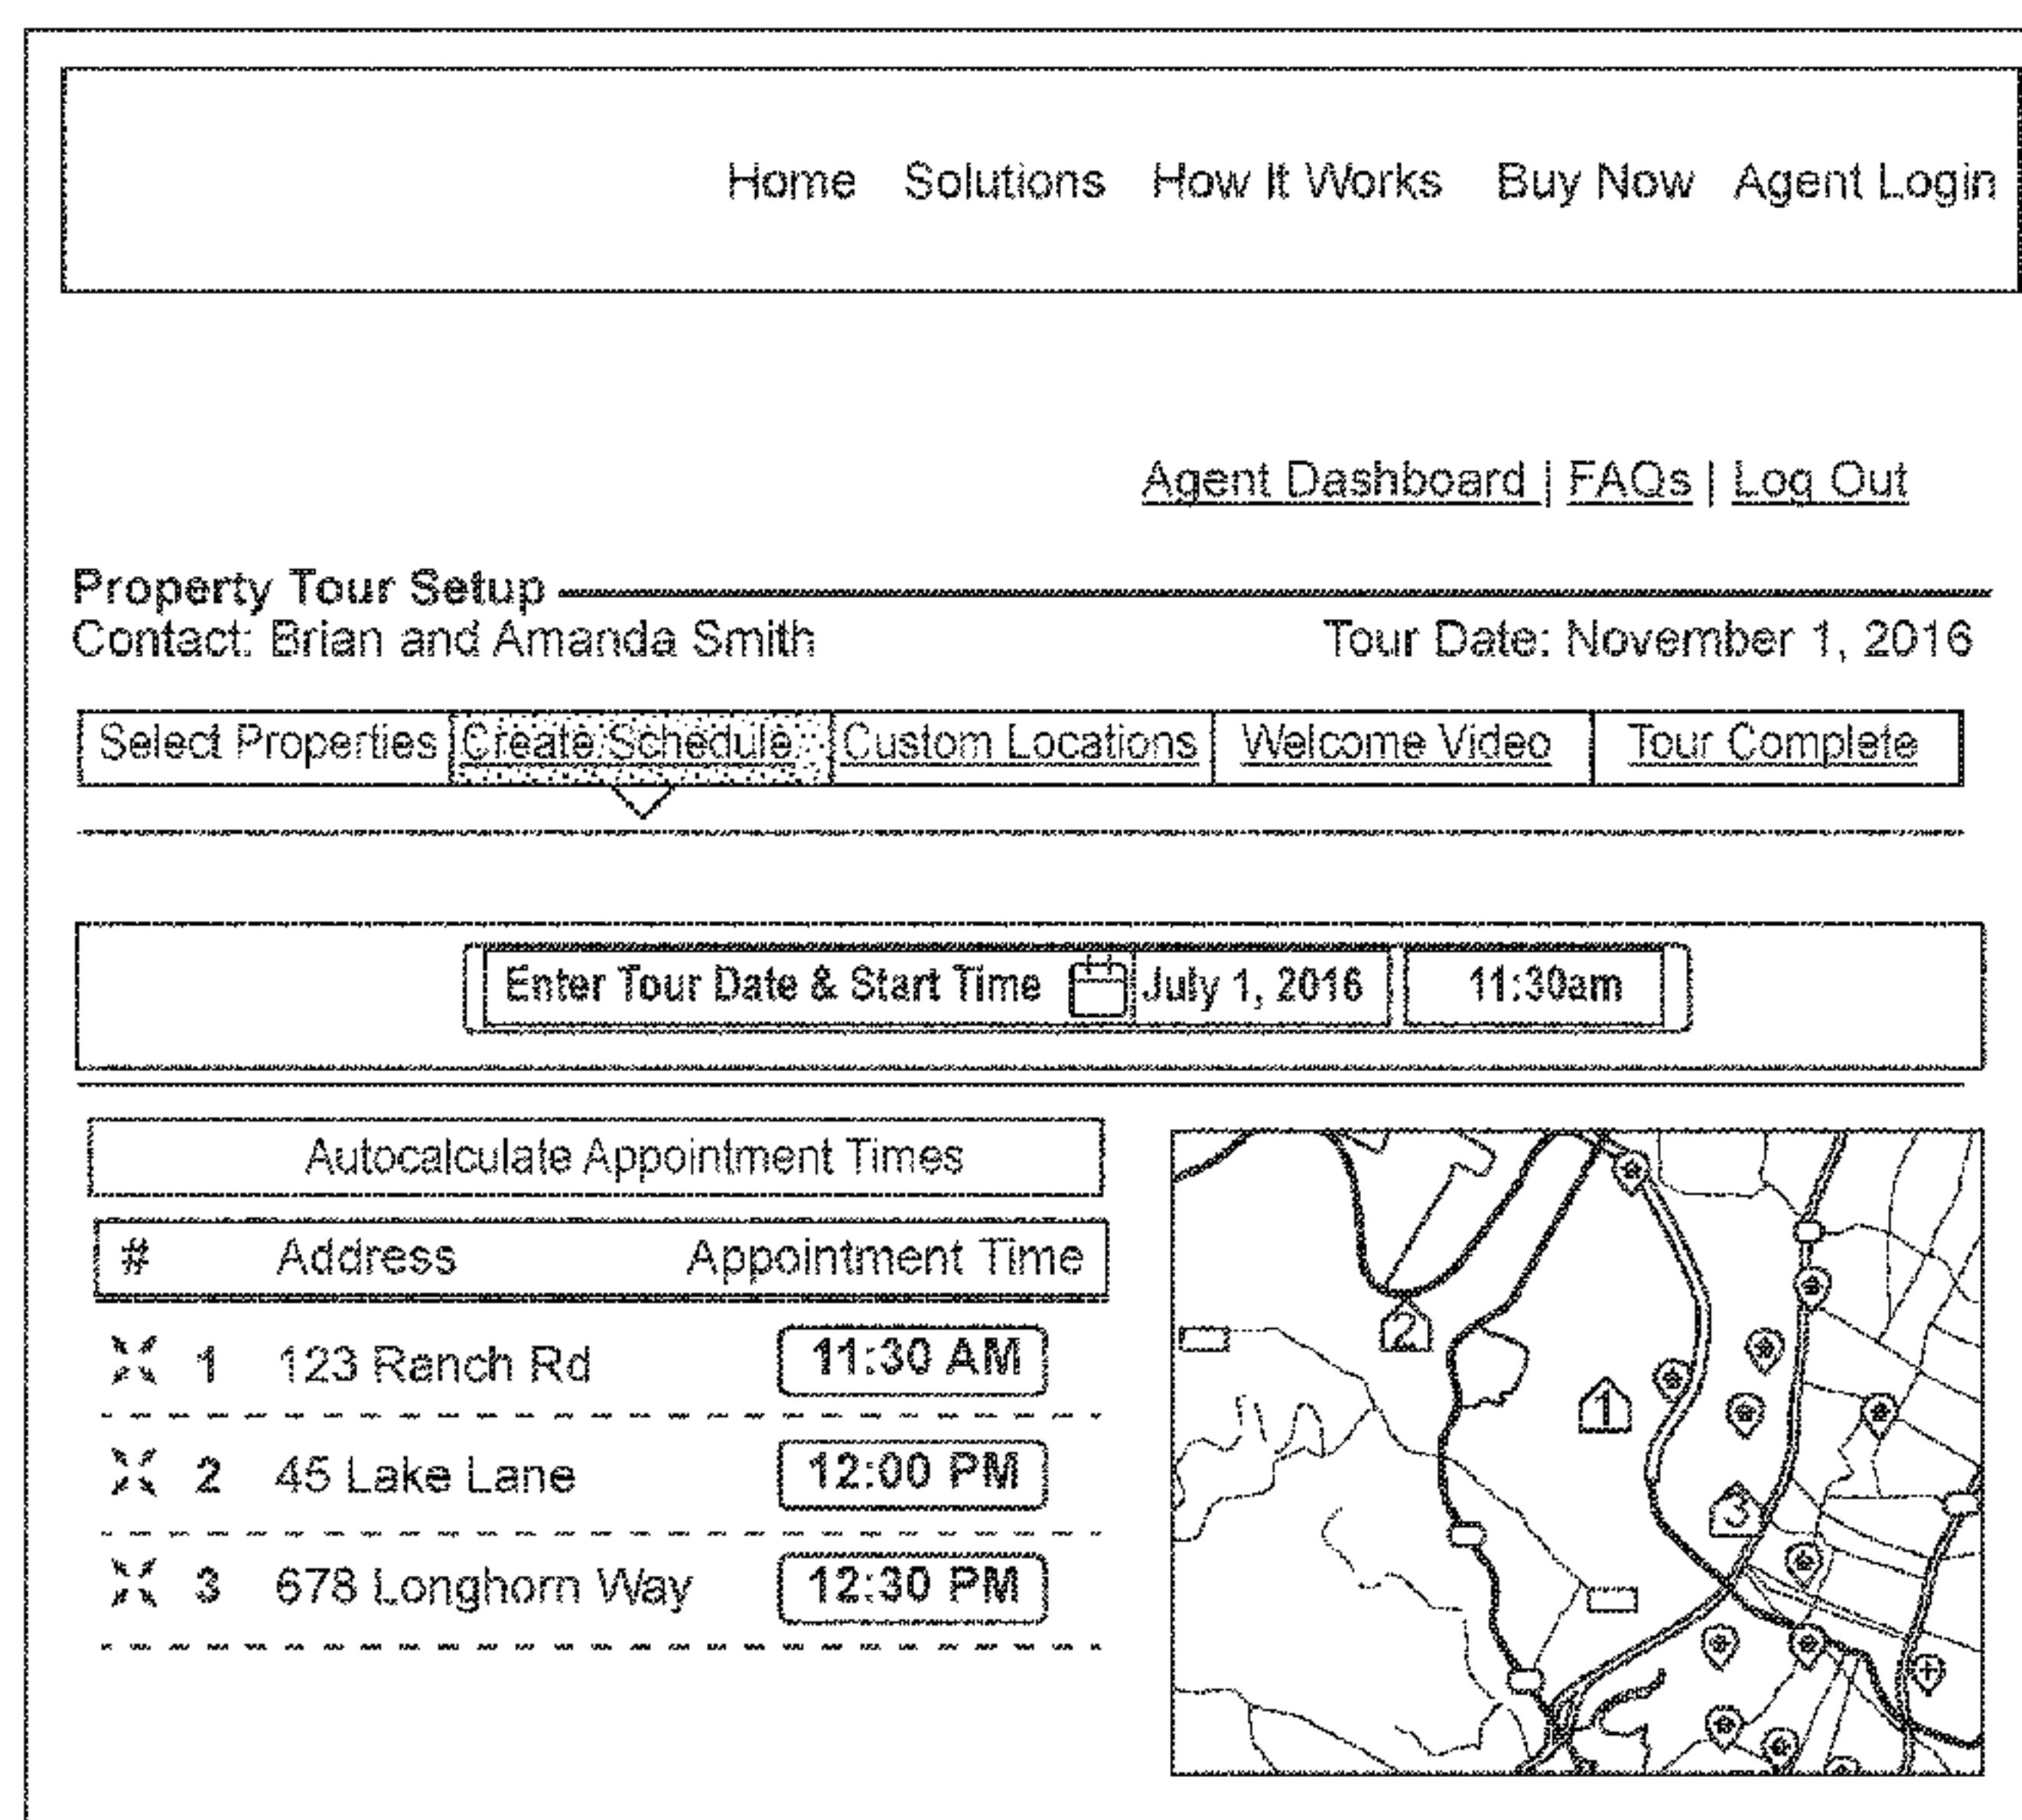 Home Solutions How It Works Buy Now Agent Login
Agent Dashboard | FAQs | Log Out
Property Tour Setup
Contact: Brian and Amanda Smith Tour Date: November 1, 2016
Select Properties Create Schedule Custom Locations Welcome Video Tour Complete
Enter Tour Date & Start Time July 1, 2016 11:30am
Autocalculate Appointment Times
# Address Appointment Time
1 123 Ranch Rd 11:30 AM
2 45 Lake Lane 12:00 PM
3 678 Longhorn Way 12:30 PM
2
1
3